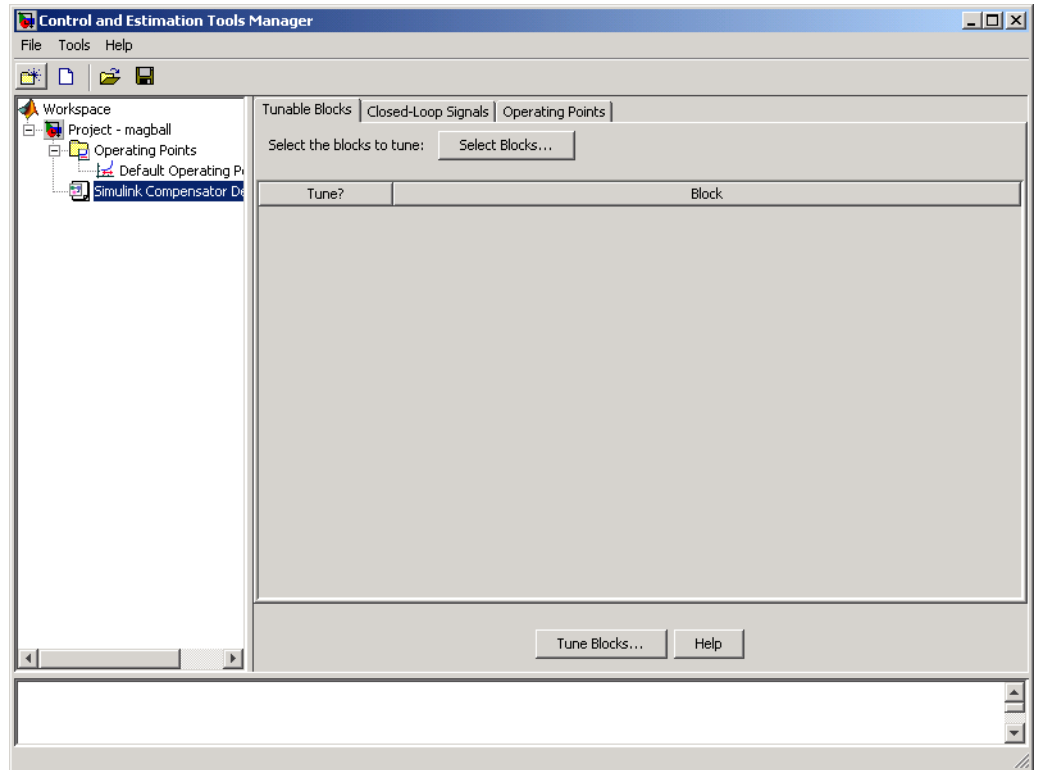 Control and Estimation Tools Manager
File Tools Help
Workspace
Project - magball
Operating Points
Default Operating P
Simulink Compensator De
Tunable Blocks Closed-Loop Signals Operating Points
Select the blocks to tune: Select Blocks...
Tune? Block
Tune Blocks... Help